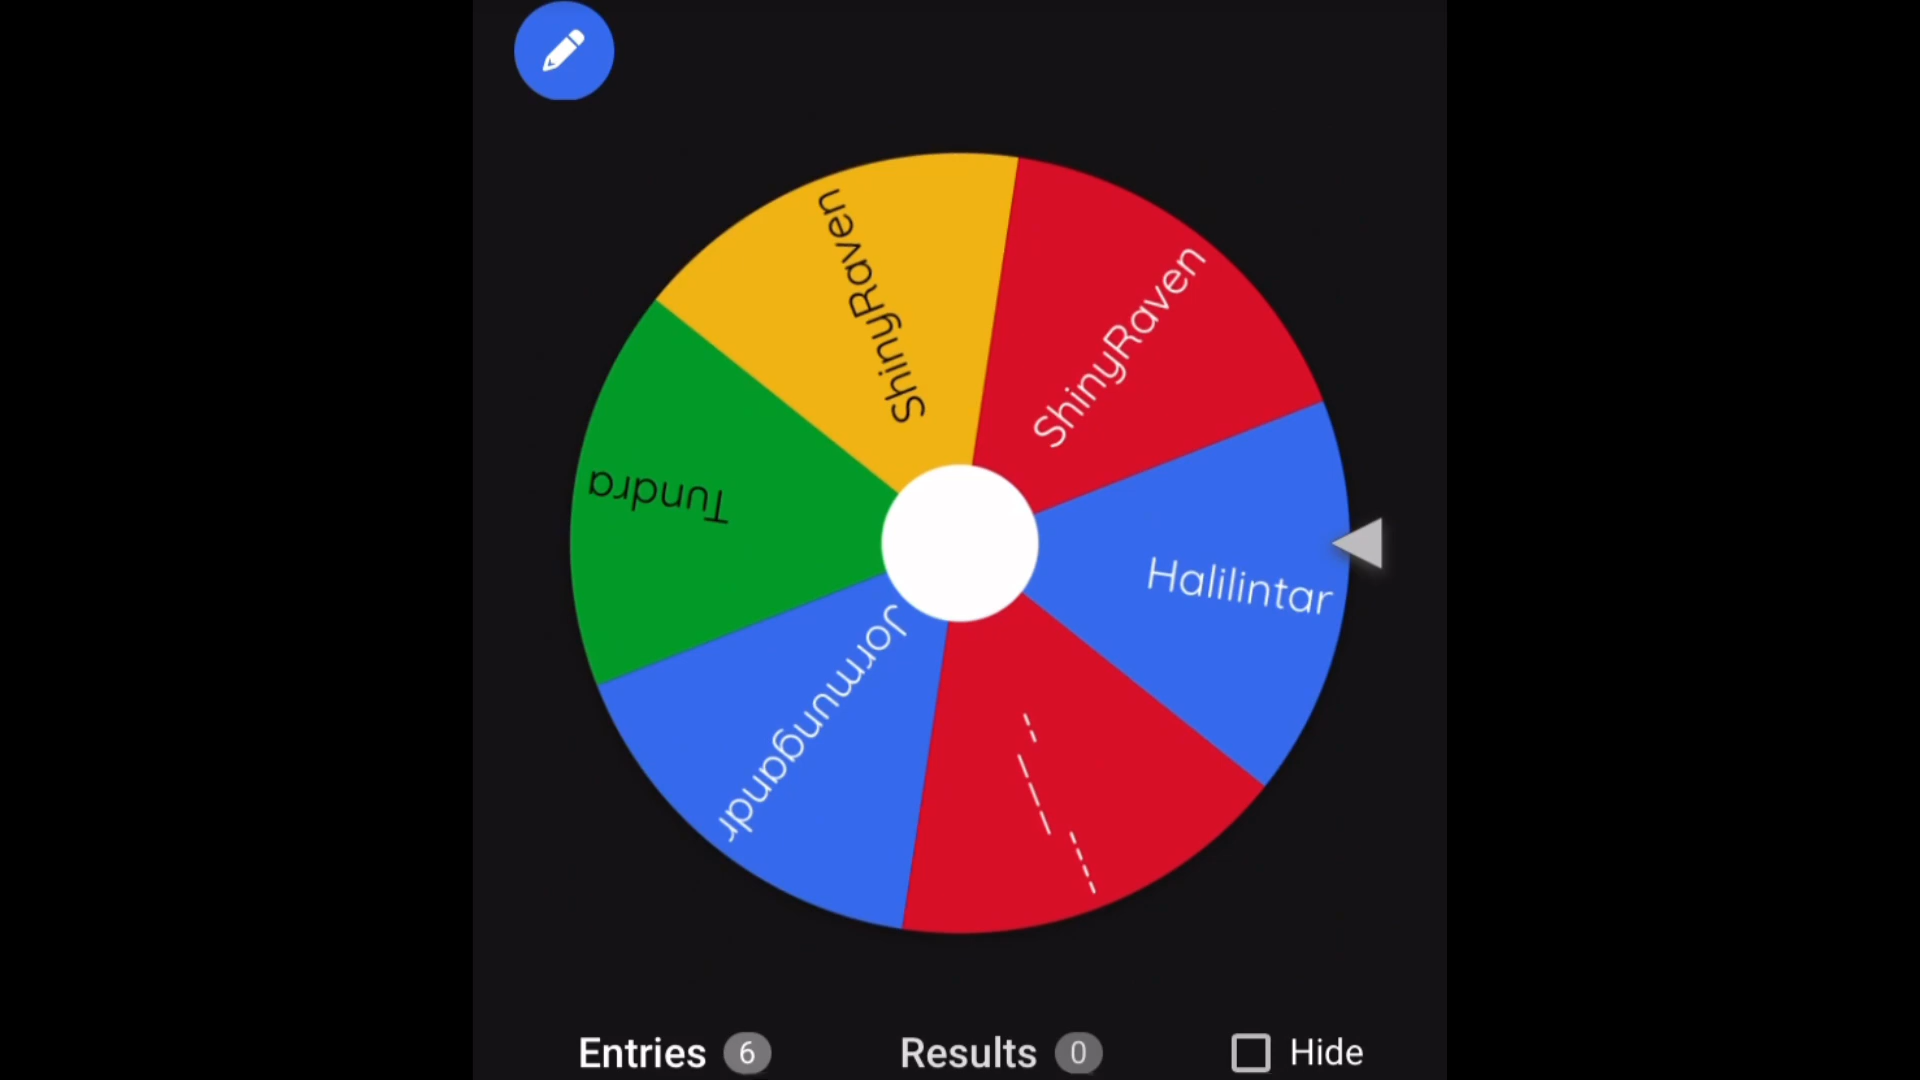 ShinyRaven
ShinyRaven
Tundra
Halilintar
Jormungandr
Entries 6
Results 0
Hide